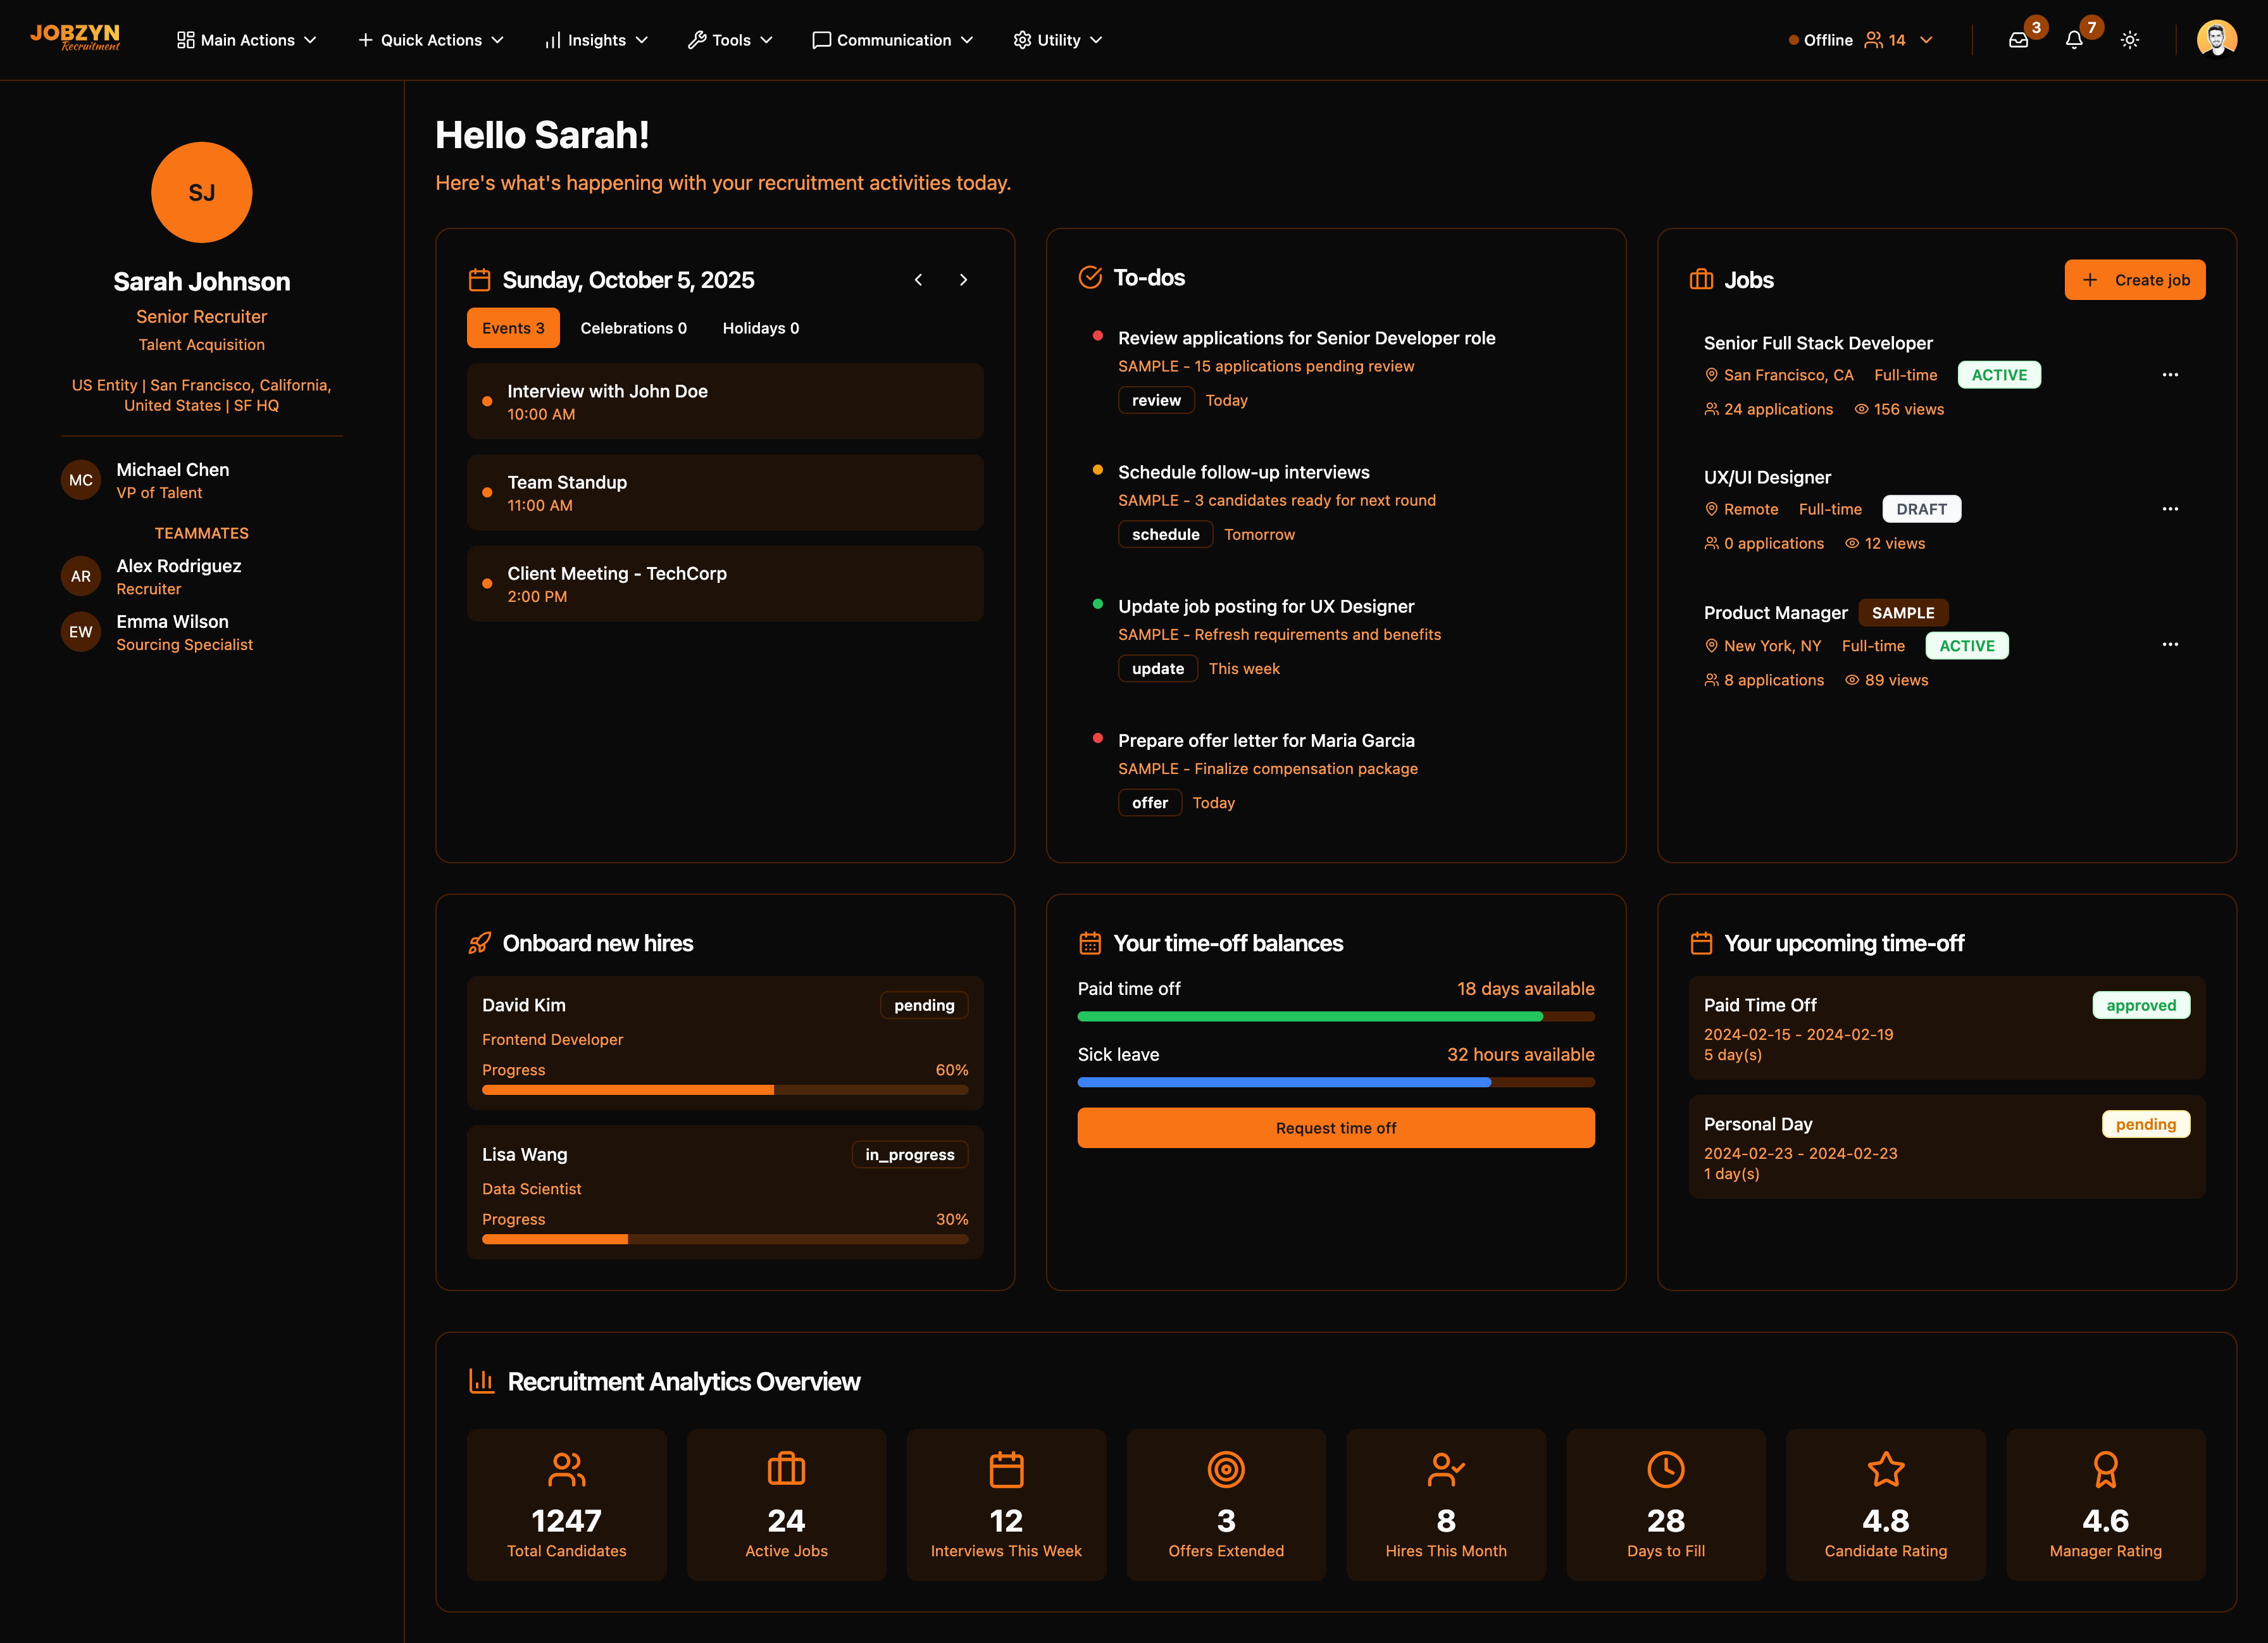 JOBZYN
Recruitment
Main Actions
Quick Actions
Insights
Tools
Communication
Utility
Offline
14
3
7
SJ
Sarah Johnson
Senior Recruiter
Talent Acquisition
US Entity | San Francisco, California,
United States | SF HQ
MC
Michael Chen
VP of Talent
TEAMMATES
AR
Alex Rodriguez
Recruiter
EW
Emma Wilson
Sourcing Specialist
Hello Sarah!
Here's what's happening with your recruitment activities today.
Sunday, October 5, 2025
Events 3
Celebrations 0
Holidays 0
Interview with John Doe
10:00 AM
Team Standup
11:00 AM
Client Meeting - TechCorp
2:00 PM
To-dos
Review applications for Senior Developer role
SAMPLE - 15 applications pending review
review Today
Schedule follow-up interviews
SAMPLE - 3 candidates ready for next round
schedule Tomorrow
Update job posting for UX Designer
SAMPLE - Refresh requirements and benefits
update This week
Prepare offer letter for Maria Garcia
SAMPLE - Finalize compensation package
offer Today
Jobs
Create job
Senior Full Stack Developer
San Francisco, CA Full-time ACTIVE
24 applications 156 views
UX/UI Designer
Remote Full-time DRAFT
0 applications 12 views
Product Manager SAMPLE
New York, NY Full-time ACTIVE
8 applications 89 views
Onboard new hires
David Kim pending
Frontend Developer
Progress 60%
Lisa Wang in_progress
Data Scientist
Progress 30%
Your time-off balances
Paid time off 18 days available
Sick leave 32 hours available
Request time off
Your upcoming time-off
Paid Time Off approved
2024-02-15 - 2024-02-19
5 day(s)
Personal Day pending
2024-02-23 - 2024-02-23
1 day(s)
Recruitment Analytics Overview
1247
Total Candidates
24
Active Jobs
12
Interviews This Week
3
Offers Extended
8
Hires This Month
28
Days to Fill
4.8
Candidate Rating
4.6
Manager Rating